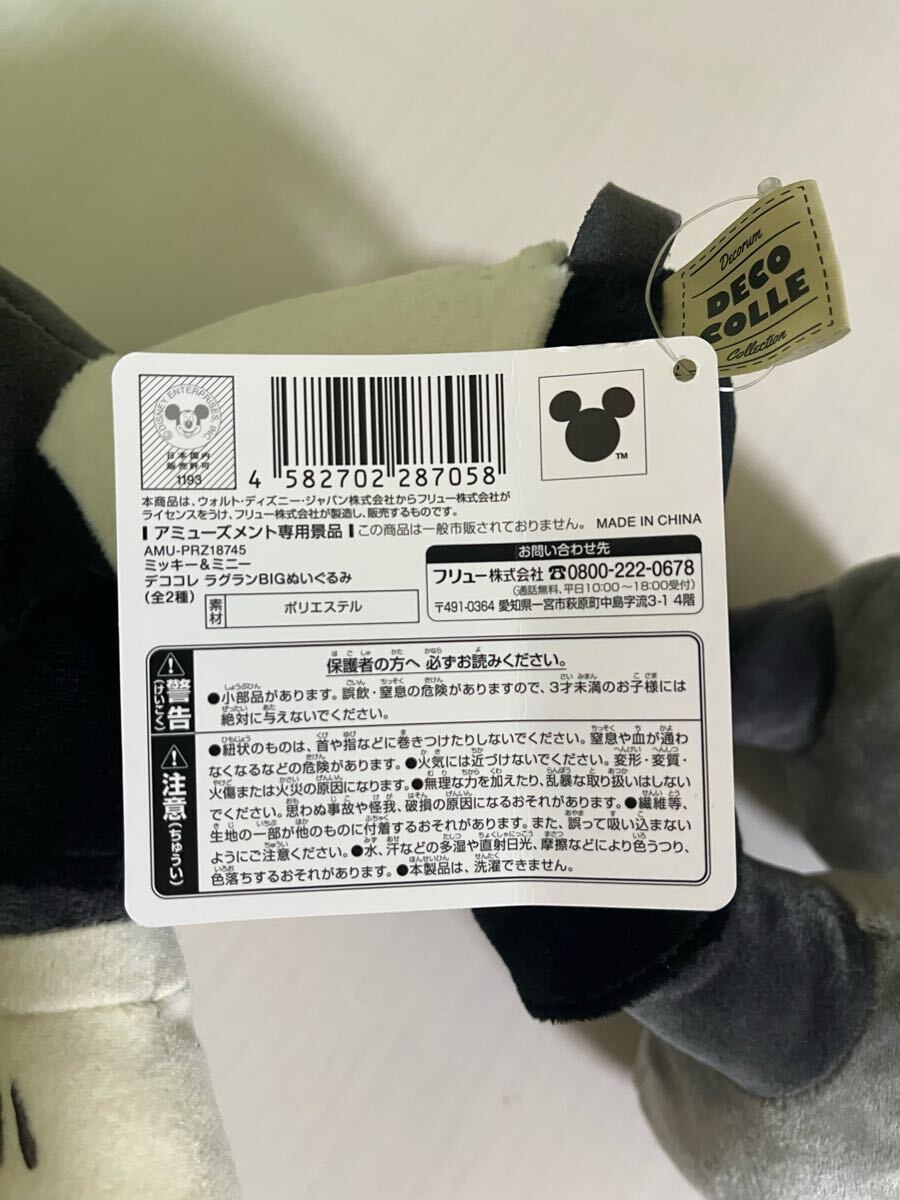 Decorum
DECO
COLLE
Collection
© DISNEY ENTERPRISES, INC.
日本国内
販売許可
1193
4 582702 287058
TM
本商品は、ウォルト・ディズニー・ジャパン株式会社からフリュー株式会社が
ライセンスをうけ、フリュー株式会社が製造し、販売するものです。
アミューズメント専用景品 この商品は一般市販されておりません。 MADE IN CHINA
AMU-PRZ18745
ミッキー&ミニー
デココレ ラグランBIGぬいぐるみ
(全2種)
素材 ポリエステル
お問い合わせ先
フリュー株式会社 ☎0800-222-0678
(通話無料、平日10:00~18:00受付)
〒491-0364 愛知県一宮市萩原町中島字流3-1 4階
警告(けいこく)
保護者の方へ 必ずお読みください。
●小部品があります。誤飲・窒息の危険がありますので、3才未満のお子様には
絶対に与えないでください。
注意(ちゅうい)
●紐状のものは、首や指などに巻きつけたりしないでください。窒息や血が通わ
なくなるなどの危険があります。●火気には近づけないでください。変形・変質・
火傷または火災の原因になります。●無理な力を加えたり、乱暴な取り扱いはしない
でください。思わぬ事故や怪我、破損の原因になるおそれがあります。●繊維等、
生地の一部が他のものに付着するおそれがあります。また、誤って吸い込まない
ようにご注意ください。●水、汗などの多湿や直射日光、摩擦などにより色うつり、
色落ちするおそれがあります。●本製品は、洗濯できません。